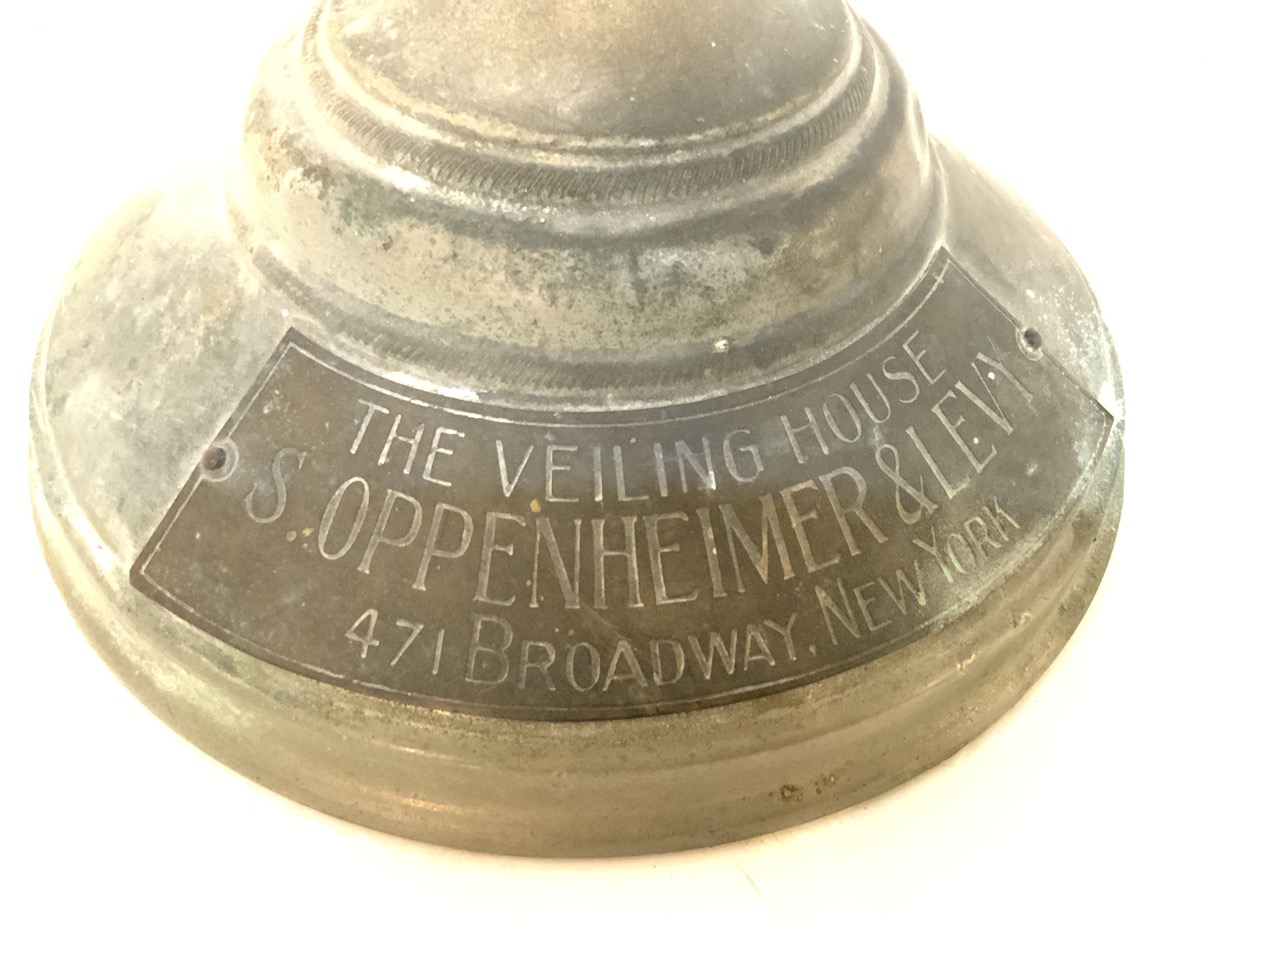 THE VEILING HOUSE
S. OPPENHEIMER & LEVY
471 BROADWAY, NEW YORK